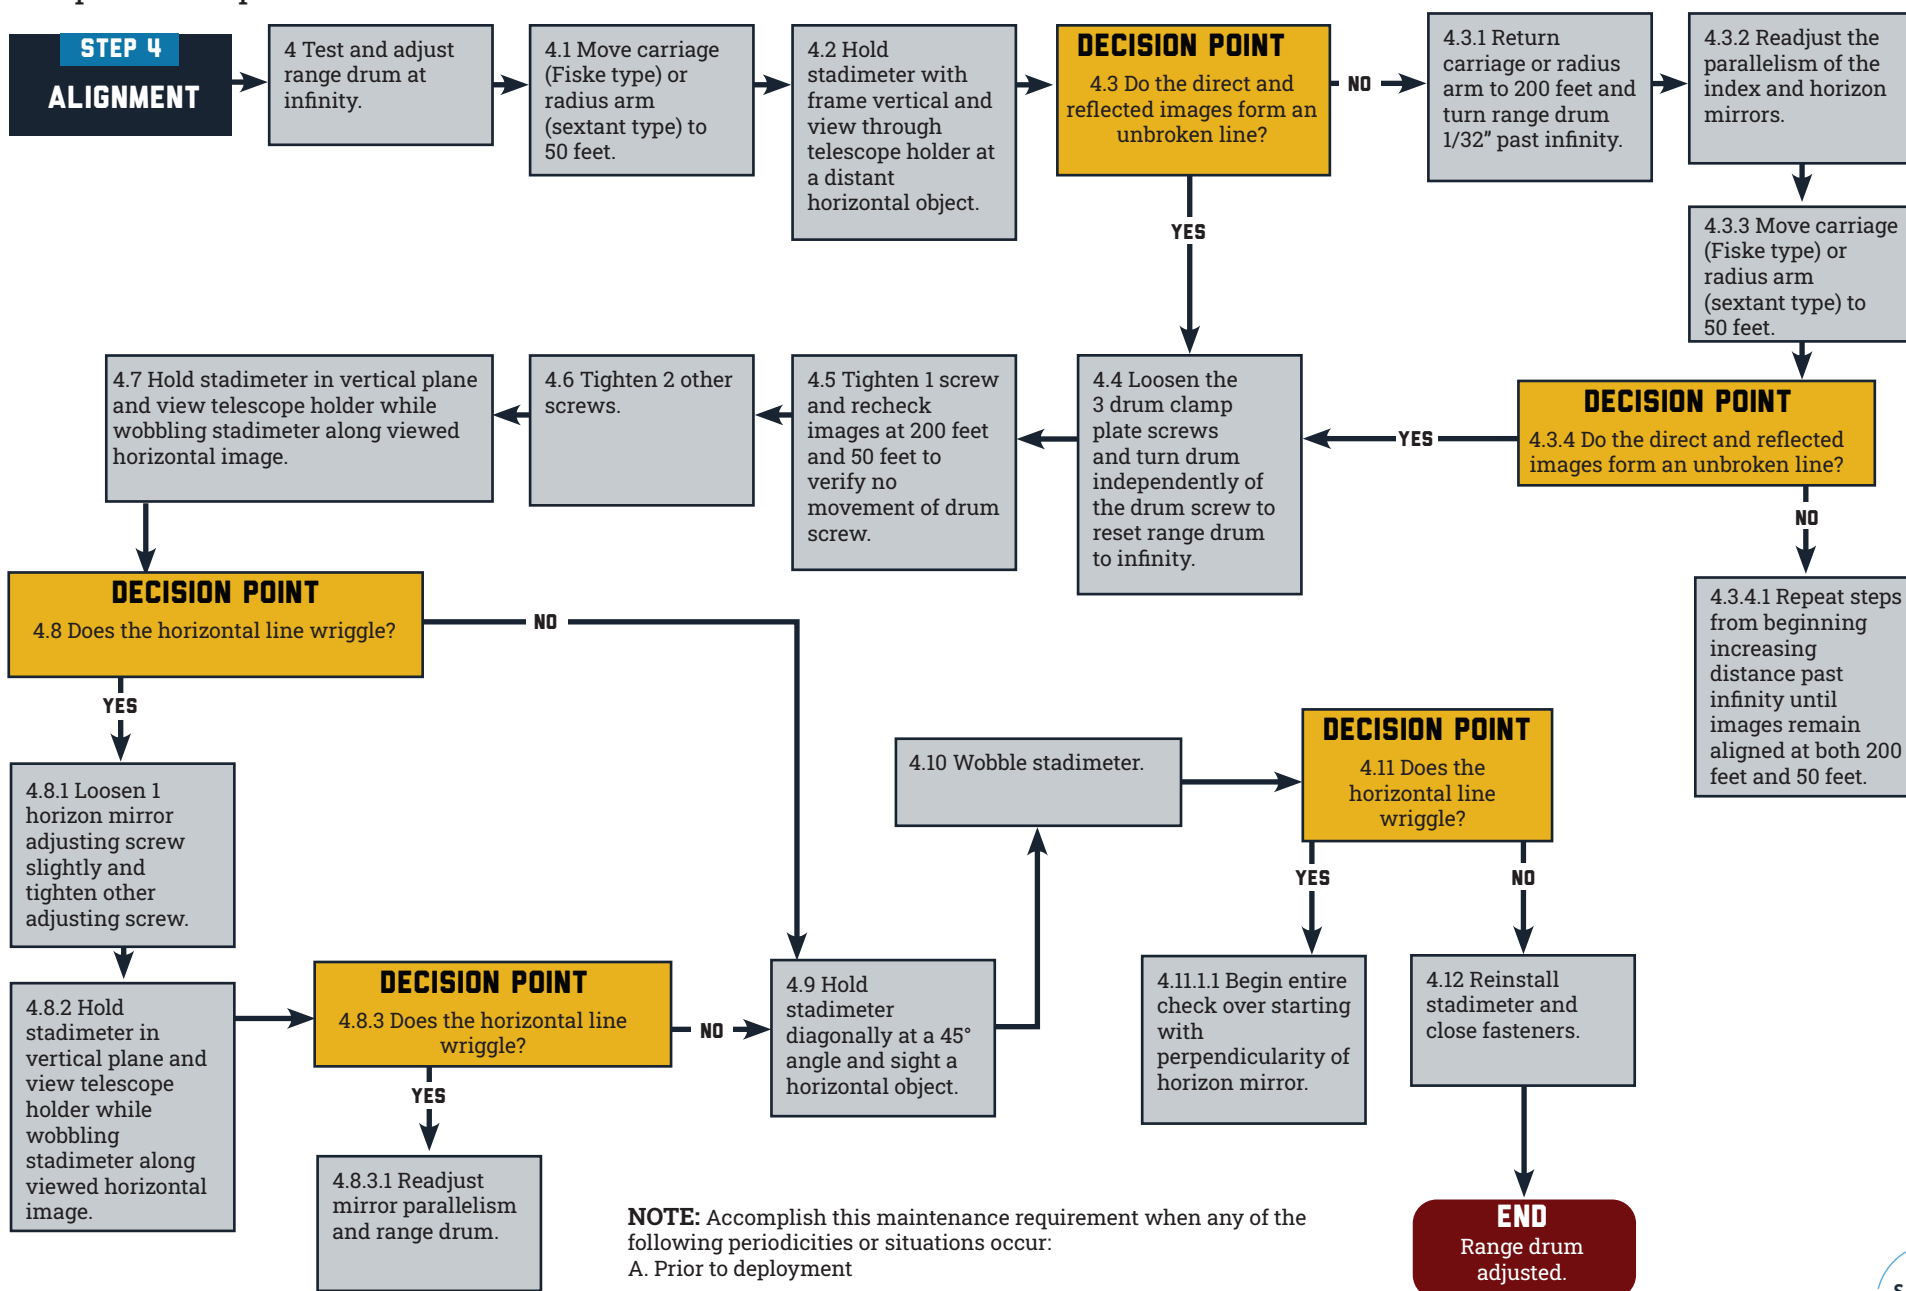 STEP 4
ALIGNMENT
4 Test and adjust
range drum at
infinity.
4.1 Move carriage
(Fiske type) or
radius arm
(sextant type) to
50 feet.
4.2 Hold
stadimeter with
frame vertical and
view through
telescope holder at
a distant
horizontal object.
DECISION POINT
4.3 Do the direct and
reflected images form an
unbroken line?
NO
4.3.1 Return
carriage or radius
arm to 200 feet and
turn range drum
1/32" past infinity.
4.3.2 Readjust the
parallelism of the
index and horizon
mirrors.
4.3.3 Move carriage
(Fiske type) or
radius arm
(sextant type) to
50 feet.
YES
DECISION POINT
4.3.4 Do the direct and reflected
images form an unbroken line?
YES
NO
4.3.4.1 Repeat steps
from beginning
increasing
distance past
infinity until
images remain
aligned at both 200
feet and 50 feet.
4.4 Loosen the
3 drum clamp
plate screws
and turn drum
independently of
the drum screw to
reset range drum
to infinity.
4.5 Tighten 1 screw
and recheck
images at 200 feet
and 50 feet to
verify no
movement of drum
screw.
4.6 Tighten 2 other
screws.
4.7 Hold stadimeter in vertical plane
and view telescope holder while
wobbling stadimeter along viewed
horizontal image.
DECISION POINT
4.8 Does the horizontal line wriggle?
NO
YES
4.8.1 Loosen 1
horizon mirror
adjusting screw
slightly and
tighten other
adjusting screw.
4.8.2 Hold
stadimeter in
vertical plane and
view telescope
holder while
wobbling
stadimeter along
viewed horizontal
image.
DECISION POINT
4.8.3 Does the horizontal line
wriggle?
NO
YES
4.8.3.1 Readjust
mirror parallelism
and range drum.
4.9 Hold
stadimeter
diagonally at a 45°
angle and sight a
horizontal object.
4.10 Wobble stadimeter.
DECISION POINT
4.11 Does the
horizontal line
wriggle?
YES
NO
4.11.1.1 Begin entire
check over starting
with
perpendicularity of
horizon mirror.
4.12 Reinstall
stadimeter and
close fasteners.
END
Range drum
adjusted.
NOTE: Accomplish this maintenance requirement when any of the
following periodicities or situations occur:
A. Prior to deployment